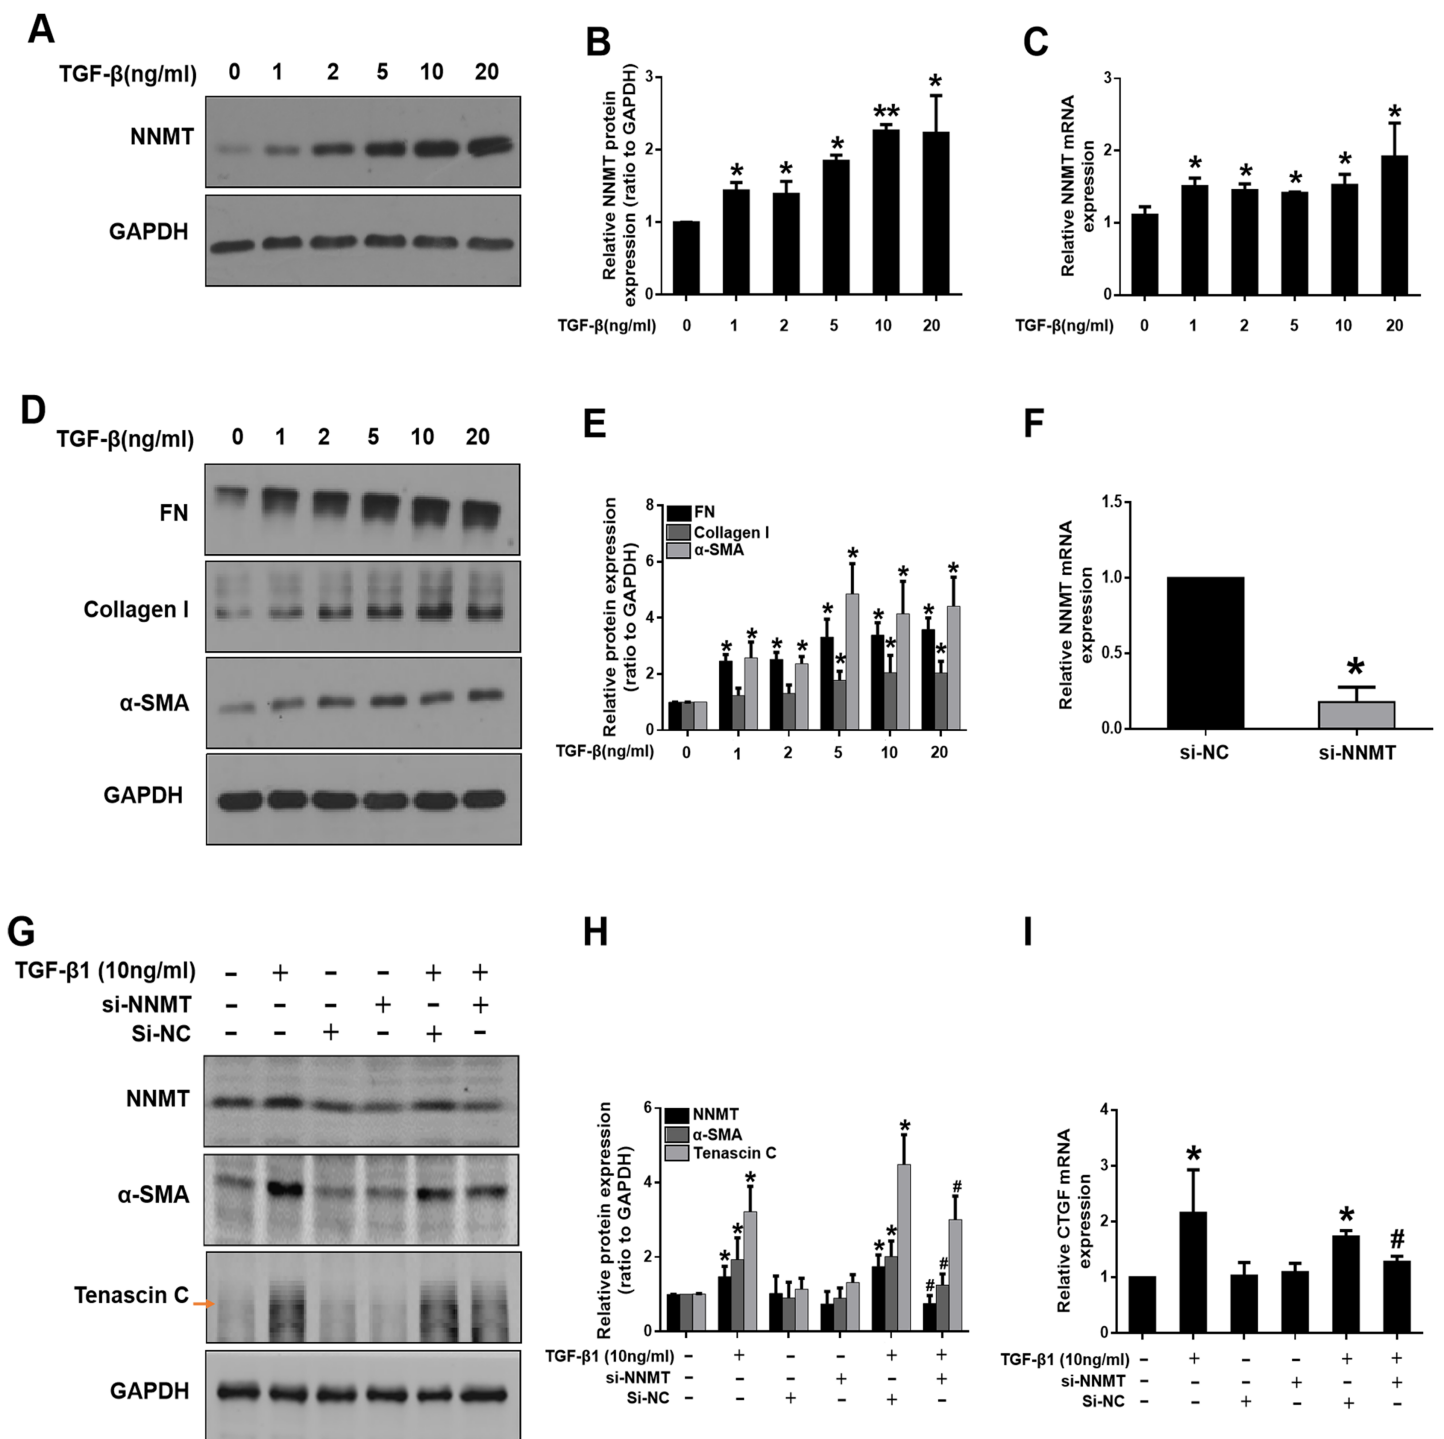 A
TGF-β(ng/ml) 0 1 2 5 10 20
NNMT
GAPDH
B
Relative NNMT protein
expression (ratio to GAPDH)
3
2
1
0
* * * ** *
TGF-β(ng/ml) 0 1 2 5 10 20
C
Relative NNMT mRNA
expression
3
2
1
0
* * * * *
TGF-β(ng/ml) 0 1 2 5 10 20
D
TGF-β(ng/ml) 0 1 2 5 10 20
FN
Collagen I
α-SMA
GAPDH
E
Relative protein expression
(ratio to GAPDH)
8
6
4
2
0
FN
Collagen I
α-SMA
* * * * * * * * * * * * *
TGF-β(ng/ml) 0 1 2 5 10 20
F
Relative NNMT mRNA
expression
1.5
1.0
0.5
0.0
*
si-NC si-NNMT
G
TGF-β1 (10ng/ml) - + - - + +
si-NNMT - - - + - +
Si-NC - - + - + -
NNMT
α-SMA
Tenascin C
GAPDH
H
Relative protein expression
(ratio to GAPDH)
6
4
2
0
NNMT
α-SMA
Tenascin C
* * * * * * # # #
TGF-β1 (10ng/ml) - + - - + +
si-NNMT - - - + - +
Si-NC - - + - + -
I
Relative CTGF mRNA
expression
4
3
2
1
0
* * #
TGF-β1 (10ng/ml) - + - - + +
si-NNMT - - - + - +
Si-NC - - + - + -